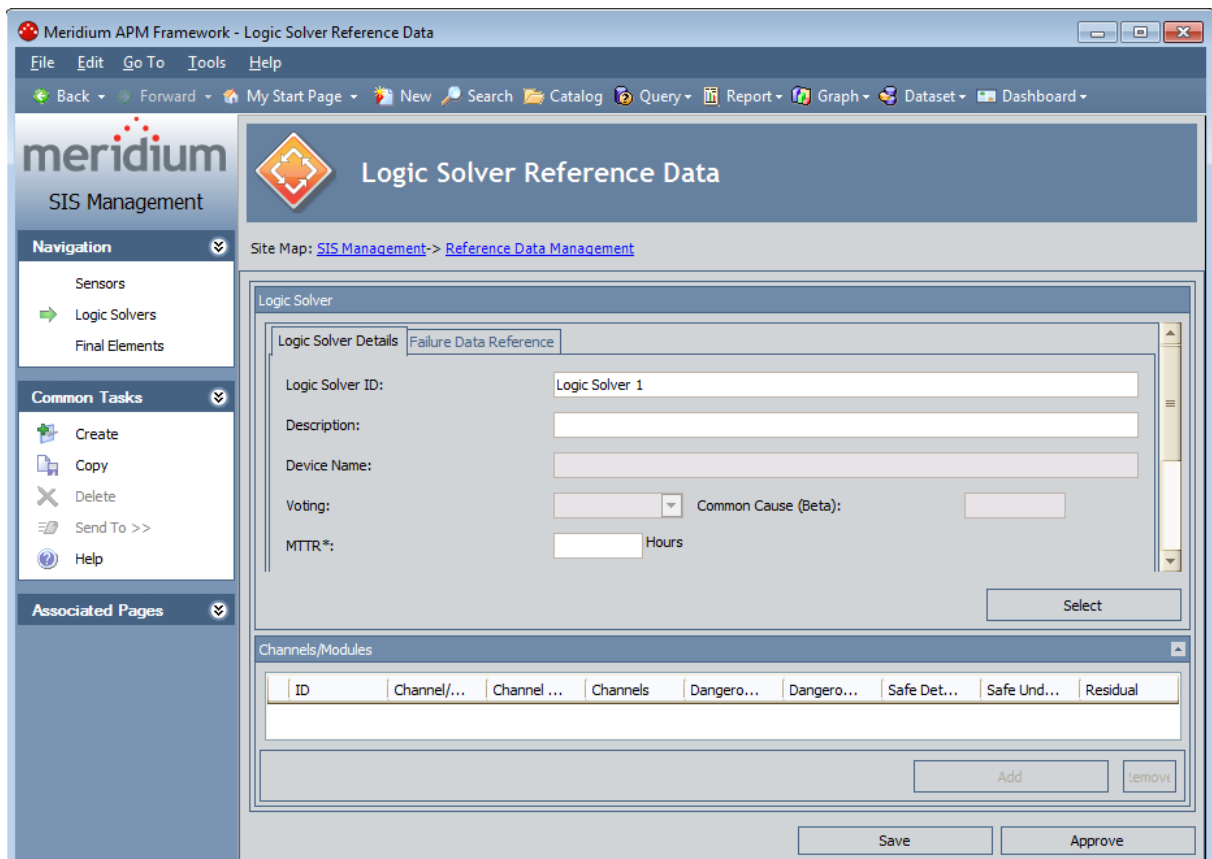 Meridium APM Framework - Logic Solver Reference Data
File Edit Go To Tools Help
Back Forward My Start Page New Search Catalog Query Report Graph Dataset Dashboard
meridium
SIS Management
Logic Solver Reference Data
Navigation
Sensors
Logic Solvers
Final Elements
Common Tasks
Create
Copy
Delete
Send To >>
Help
Associated Pages
Site Map: SIS Management-> Reference Data Management
Logic Solver
Logic Solver Details Failure Data Reference
Logic Solver ID: Logic Solver 1
Description:
Device Name:
Voting: Common Cause (Beta):
MTTR*: Hours
Select
Channels/Modules
ID Channel/... Channel ... Channels Dangero... Dangero... Safe Det... Safe Und... Residual
Add
Save Approve